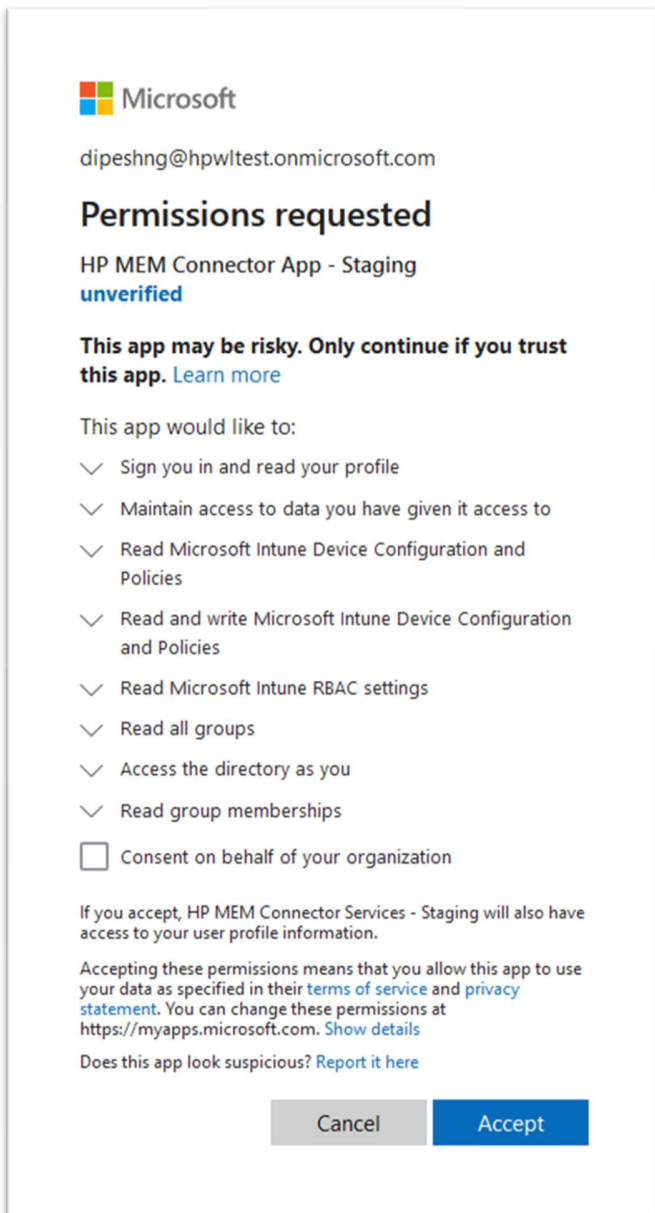 Microsoft
dipeshng@hpwltest.onmicrosoft.com
Permissions requested
HP MEM Connector App - Staging
unverified
This app may be risky. Only continue if you trust
this app. Learn more
This app would like to:
Sign you in and read your profile
Maintain access to data you have given it access to
Read Microsoft Intune Device Configuration and
Policies
Read and write Microsoft Intune Device Configuration
and Policies
Read Microsoft Intune RBAC settings
Read all groups
Access the directory as you
Read group memberships
Consent on behalf of your organization
If you accept, HP MEM Connector Services - Staging will also have
access to your user profile information.
Accepting these permissions means that you allow this app to use
your data as specified in their terms of service and privacy
statement. You can change these permissions at
https://myapps.microsoft.com. Show details
Does this app look suspicious? Report it here
Cancel
Accept